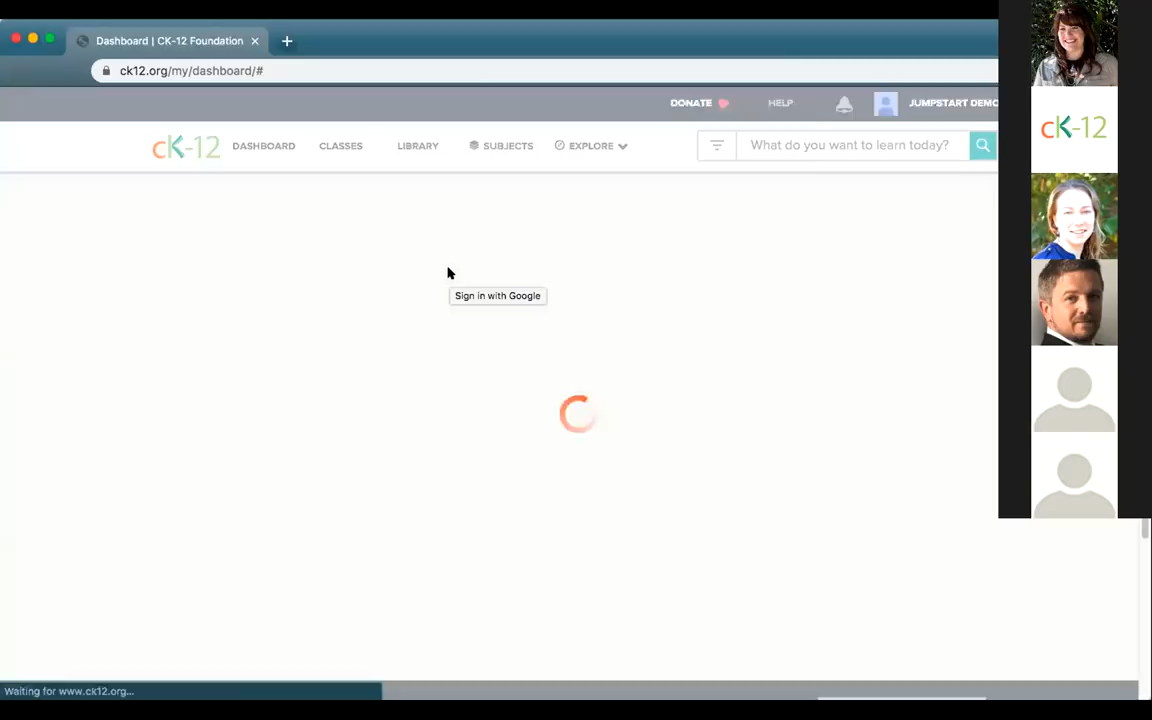 Dashboard | CK-12 Foundation
ck12.org/my/dashboard/#
DONATE HELP JUMPSTART DEMO
cK-12 DASHBOARD CLASSES LIBRARY SUBJECTS EXPLORE What do you want to learn today?
cK-12
Sign in with Google
Waiting for www.ck12.org...